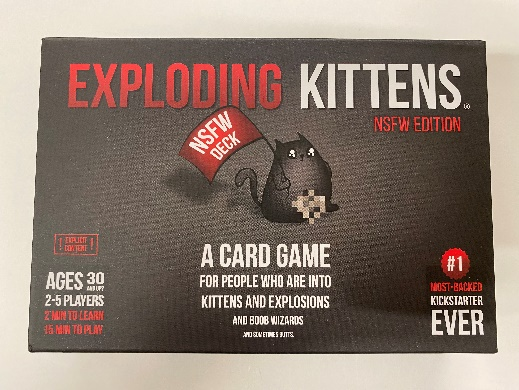 EXPLODING KITTENS
NSFW EDITION
NSFW
DECK
EXPLICIT
CONTENT
AGES 30
AND UP?
2-5 PLAYERS
2 MIN TO LEARN
15 MIN TO PLAY
A CARD GAME
FOR PEOPLE WHO ARE INTO
KITTENS AND EXPLOSIONS
AND BOOB WIZARDS
AND SOMETIMES BUTTS.
#1
MOST-BACKED
KICKSTARTER
EVER